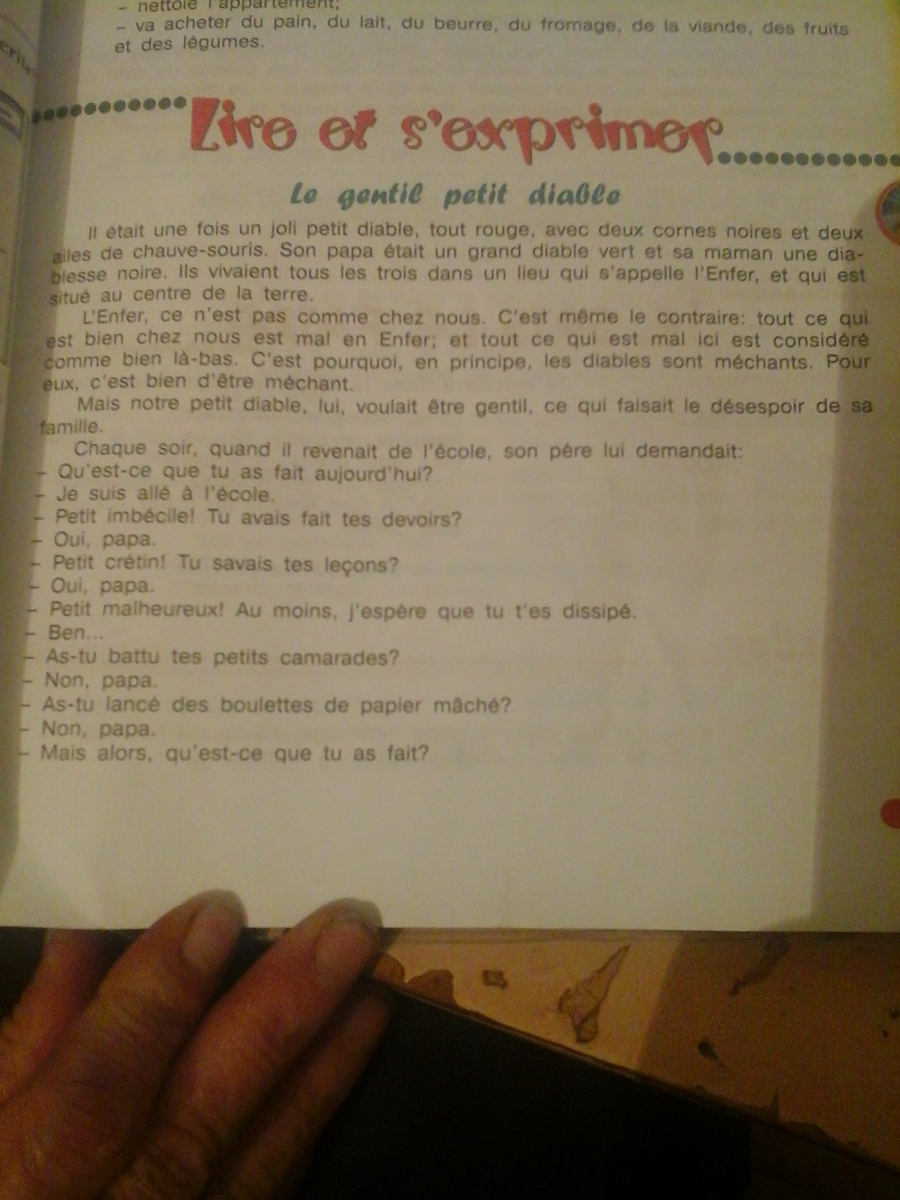 – nettoie l'appartement;
– va acheter du pain, du lait, du beurre, du fromage, de la viande, des fruits
et des légumes.
Lire et s'exprimer
Le gentil petit diable
Il était une fois un joli petit diable, tout rouge, avec deux cornes noires et deux
ailes de chauve-souris. Son papa était un grand diable vert et sa maman une dia-
blesse noire. Ils vivaient tous les trois dans un lieu qui s'appelle l'Enfer, et qui est
situé au centre de la terre.
L'Enfer, ce n'est pas comme chez nous. C'est même le contraire: tout ce qui
est bien chez nous est mal en Enfer; et tout ce qui est mal ici est considéré
comme bien là-bas. C'est pourquoi, en principe, les diables sont méchants. Pour
eux, c'est bien d'être méchant.
Mais notre petit diable, lui, voulait être gentil, ce qui faisait le désespoir de sa
famille.
Chaque soir, quand il revenait de l'école, son père lui demandait:
– Qu'est-ce que tu as fait aujourd'hui?
– Je suis allé à l'école.
– Petit imbécile! Tu avais fait tes devoirs?
– Oui, papa.
– Petit crétin! Tu savais tes leçons?
– Oui, papa.
– Petit malheureux! Au moins, j'espère que tu t'es dissipé.
– Ben...
– As-tu battu tes petits camarades?
– Non, papa.
– As-tu lancé des boulettes de papier mâché?
– Non, papa.
– Mais alors, qu'est-ce que tu as fait?